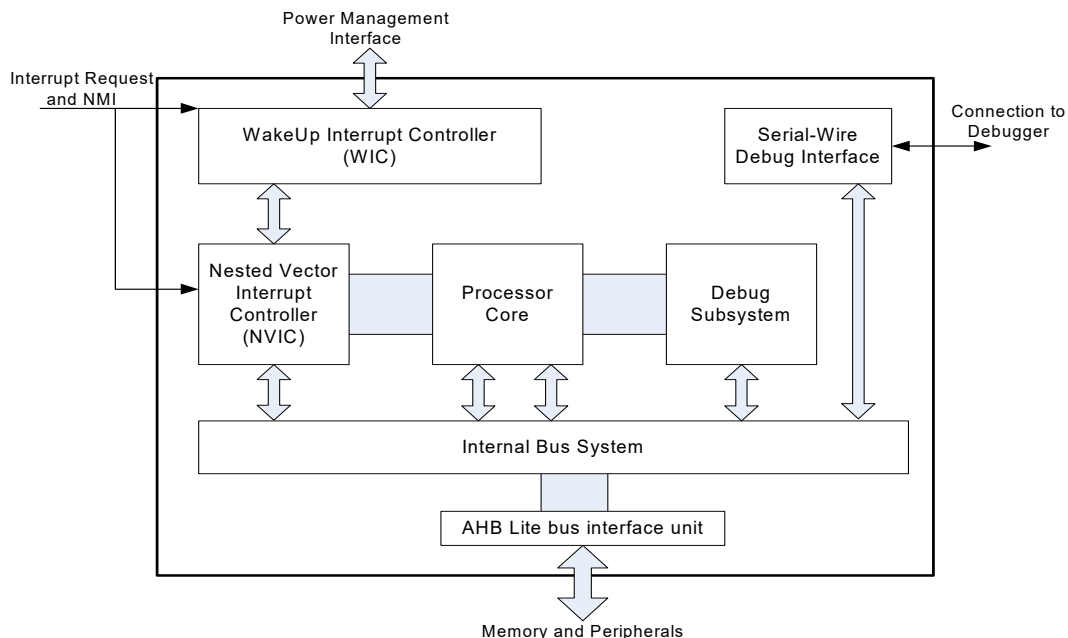 Power Management
Interface
Interrupt Request
and NMI
WakeUp Interrupt Controller
(WIC)
Serial-Wire
Debug Interface
Connection to
Debugger
Nested Vector
Interrupt
Controller
(NVIC)
Processor
Core
Debug
Subsystem
Internal Bus System
AHB Lite bus interface unit
Memory and Peripherals